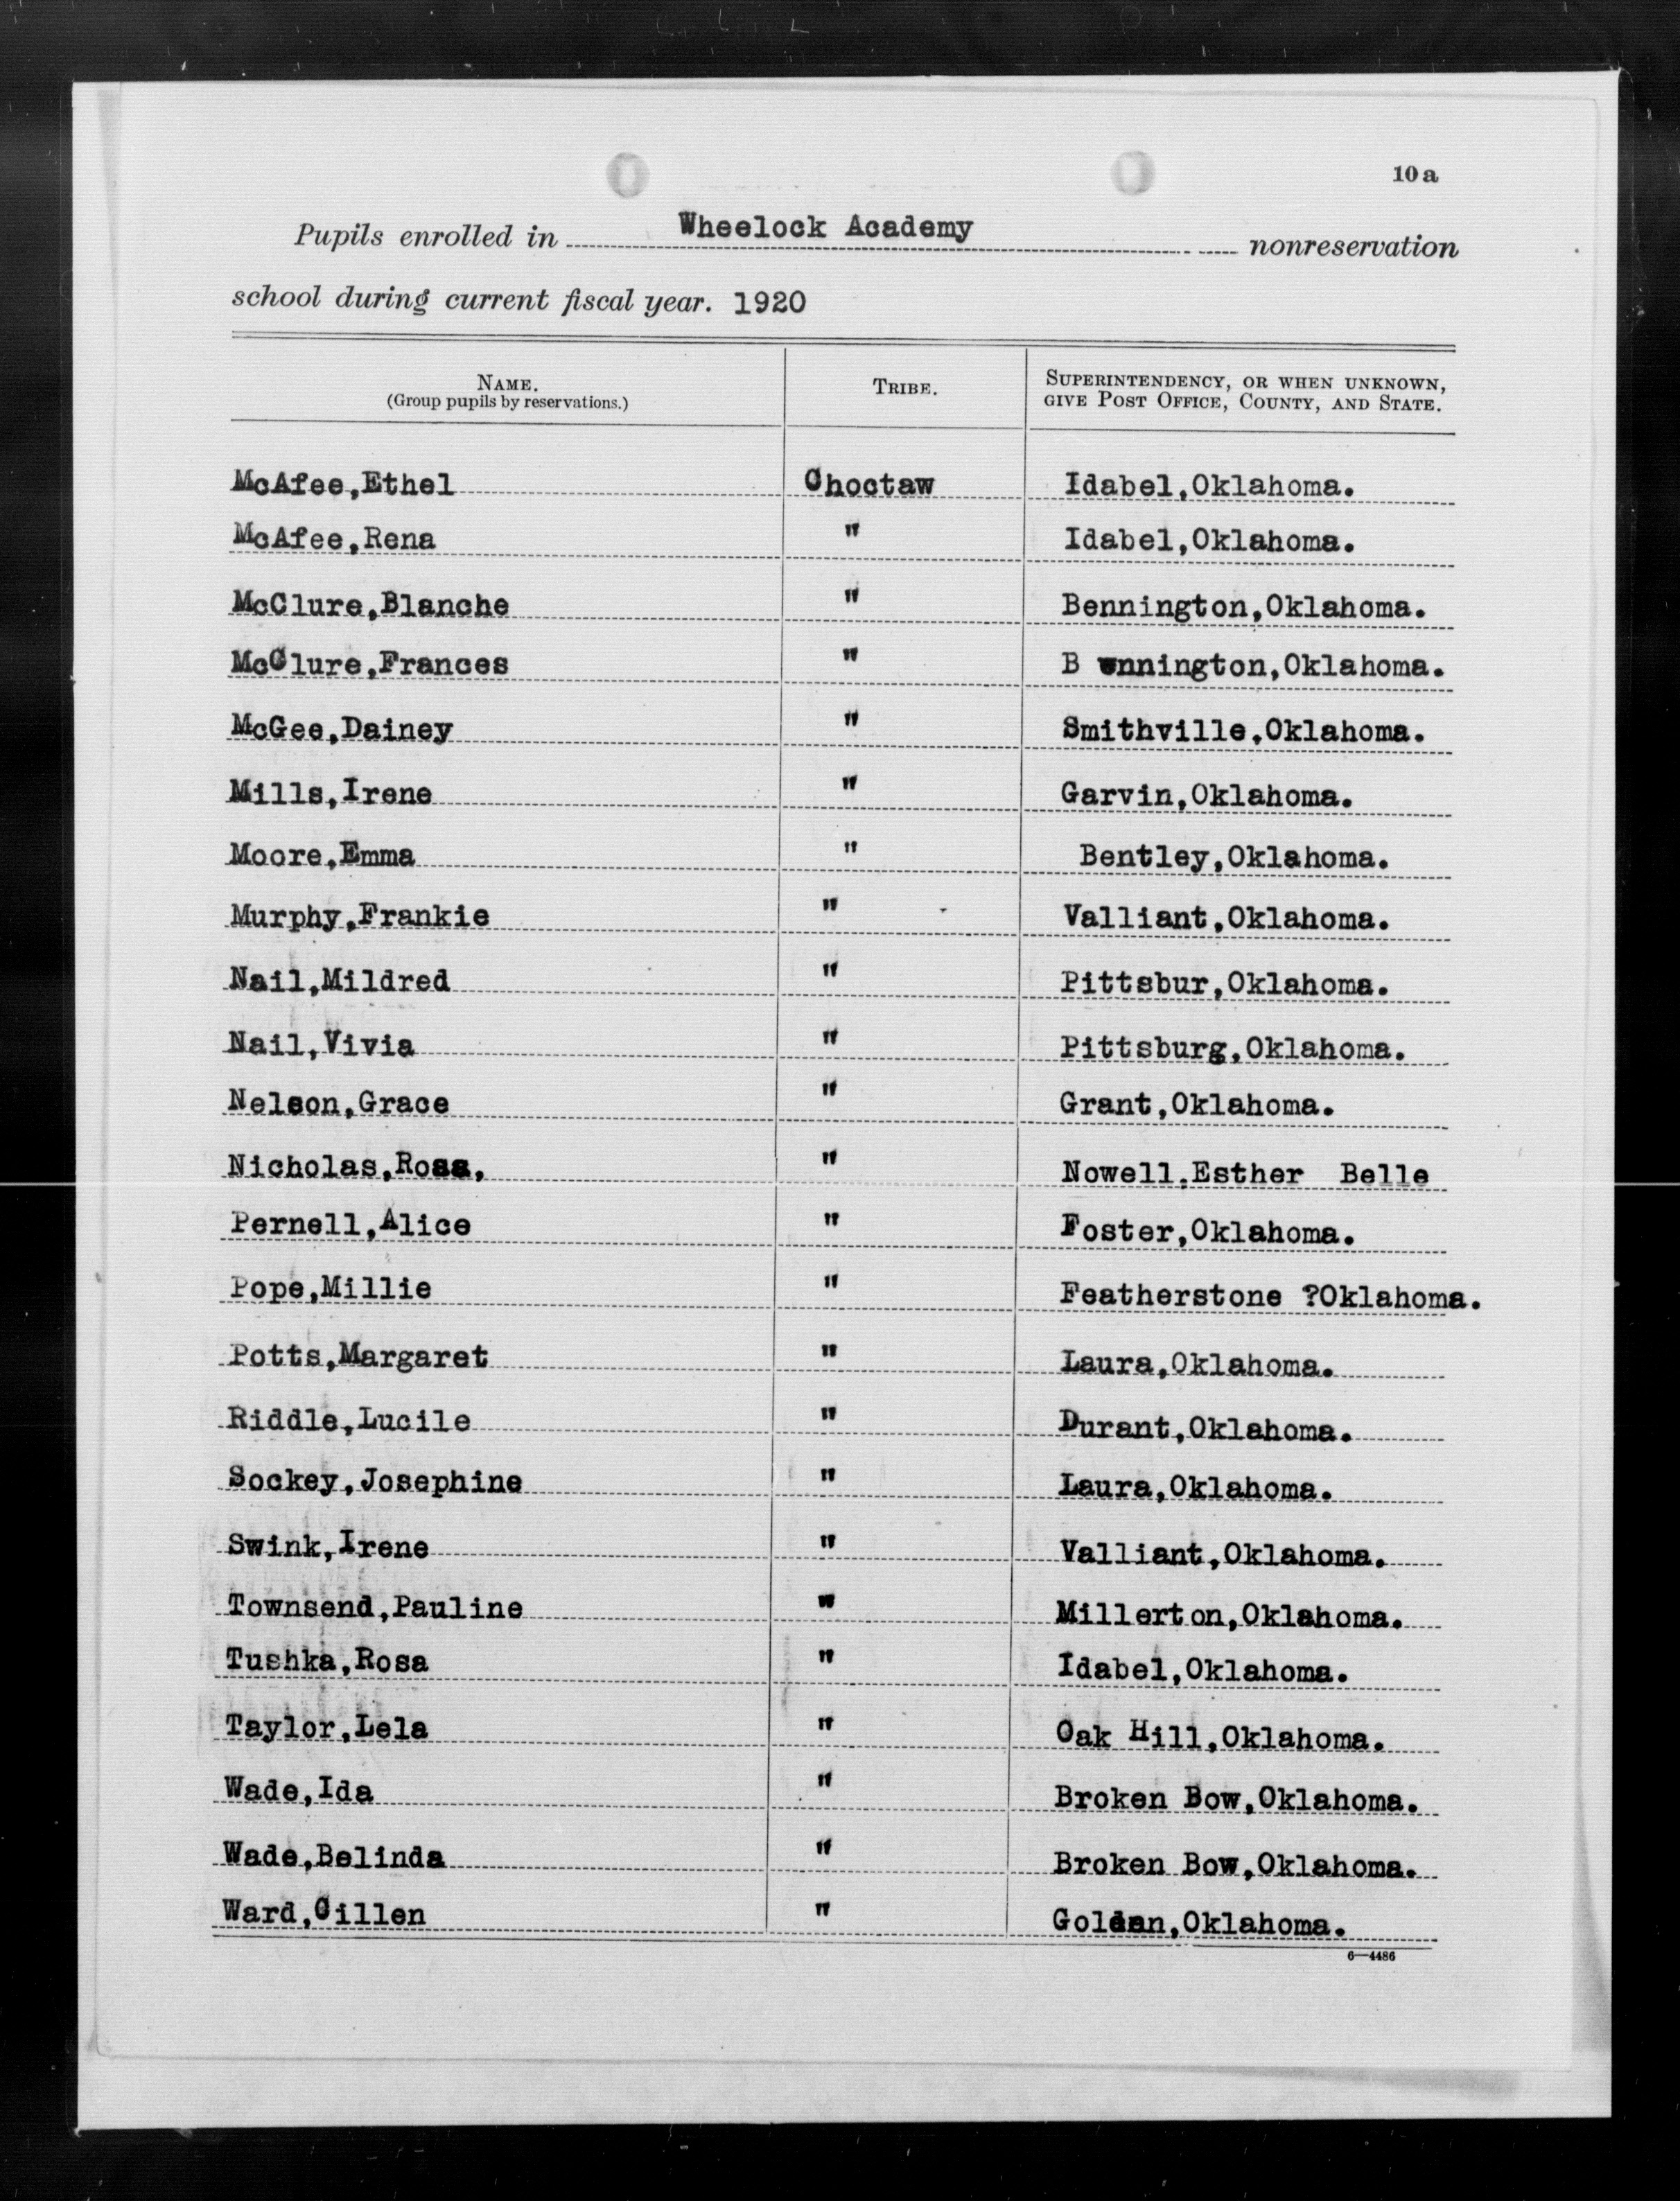 10 a
Pupils enrolled in Wheelock Academy nonreservation
school during current fiscal year. 1920
NAME. (Group pupils by reservations.) TRIBE. SUPERINTENDENCY, OR WHEN UNKNOWN, GIVE POST OFFICE, COUNTY, AND STATE.
McAfee,Ethel Choctaw Idabel,Oklahoma.
McAfee,Rena " Idabel,Oklahoma.
McClure,Blanche " Bennington,Oklahoma.
McClure,Frances " B ennington,Oklahoma.
McGee,Dainey " Smithville,Oklahoma.
Mills,Irene " Garvin,Oklahoma.
Moore,Emma " Bentley,Oklahoma.
Murphy,Frankie " Valliant,Oklahoma.
Nail,Mildred " Pittsbur,Oklahoma.
Nail,Vivia " Pittsburg,Oklahoma.
Nelson,Grace " Grant,Oklahoma.
Nicholas,Rosa, " Nowell,Esther Belle
Pernell,Alice " Foster,Oklahoma.
Pope,Millie " Featherstone ?Oklahoma.
Potts,Margaret " Laura,Oklahoma.
Riddle,Lucile " Durant,Oklahoma.
Sockey,Josephine " Laura,Oklahoma.
Swink,Irene " Valliant,Oklahoma.
Townsend,Pauline " Millerton,Oklahoma.
Tushka,Rosa " Idabel,Oklahoma.
Taylor,Lela " Oak Hill,Oklahoma.
Wade,Ida " Broken Bow,Oklahoma.
Wade,Belinda " Broken Bow,Oklahoma.
Ward,Cillen " Golden,Oklahoma.
6—4486